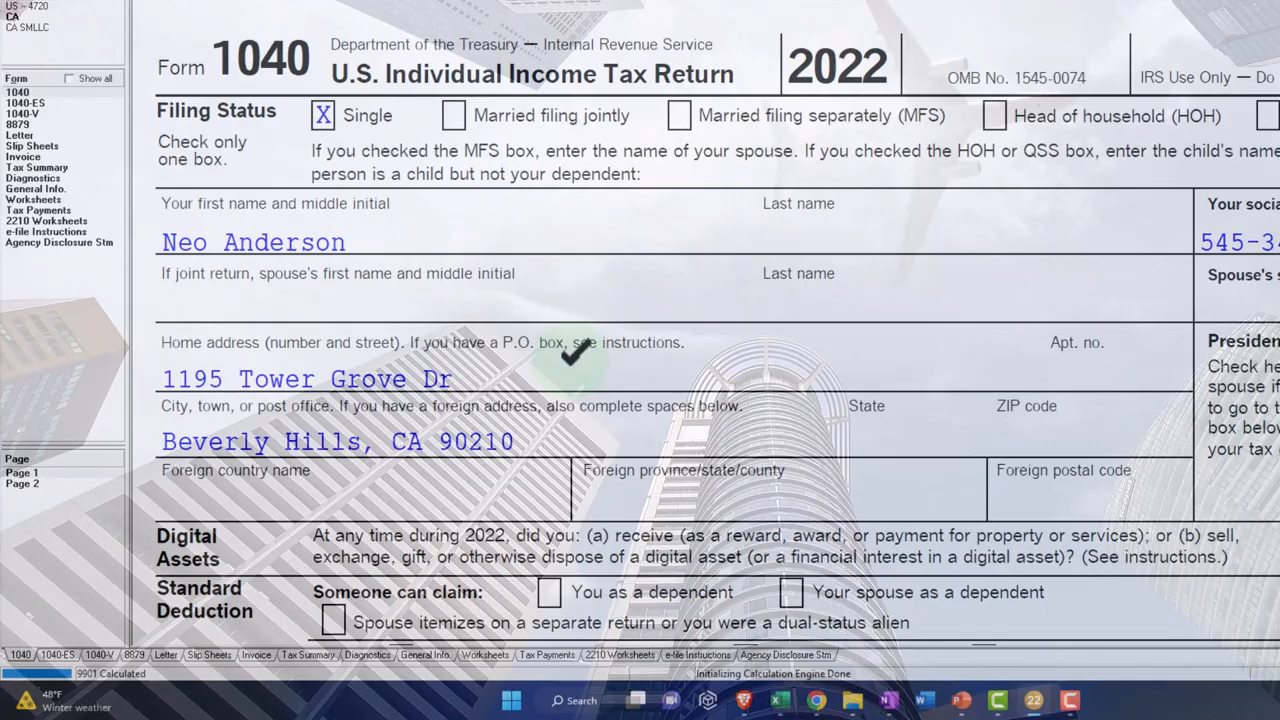 US -- 4720
CA
CA SMLLC
Form Show all
1040
1040-ES
1040-V
8879
Letter
Slip Sheets
Invoice
Tax Summary
Diagnostics
General Info.
Worksheets
Tax Payments
2210 Worksheets
e-file Instructions
Agency Disclosure Stm
Page
Page 1
Page 2
Form 1040
Department of the Treasury — Internal Revenue Service
U.S. Individual Income Tax Return
2022
OMB No. 1545-0074
IRS Use Only — Do
Filing Status
Check only
one box.
X Single Married filing jointly Married filing separately (MFS) Head of household (HOH)
If you checked the MFS box, enter the name of your spouse. If you checked the HOH or QSS box, enter the child's name
person is a child but not your dependent:
Your first name and middle initial Last name Your socia
Neo Anderson 545-34
If joint return, spouse's first name and middle initial Last name Spouse's s
Home address (number and street). If you have a P.O. box, see instructions. Apt. no.
1195 Tower Grove Dr
City, town, or post office. If you have a foreign address, also complete spaces below. State ZIP code
Beverly Hills, CA 90210
Foreign country name Foreign province/state/county Foreign postal code
Presiden
Check he
spouse if
to go to t
box belov
your tax
Digital
Assets
At any time during 2022, did you: (a) receive (as a reward, award, or payment for property or services); or (b) sell,
exchange, gift, or otherwise dispose of a digital asset (or a financial interest in a digital asset)? (See instructions.)
Standard
Deduction
Someone can claim: You as a dependent Your spouse as a dependent
Spouse itemizes on a separate return or you were a dual-status alien
1040 1040-ES 1040-V 8879 Letter Slip Sheets Invoice Tax Summary Diagnostics General Info. Worksheets Tax Payments 2210 Worksheets e-file Instructions Agency Disclosure Stm
9901 Calculated Initializing Calculation Engine Done
48°F
Winter weather
Search
22